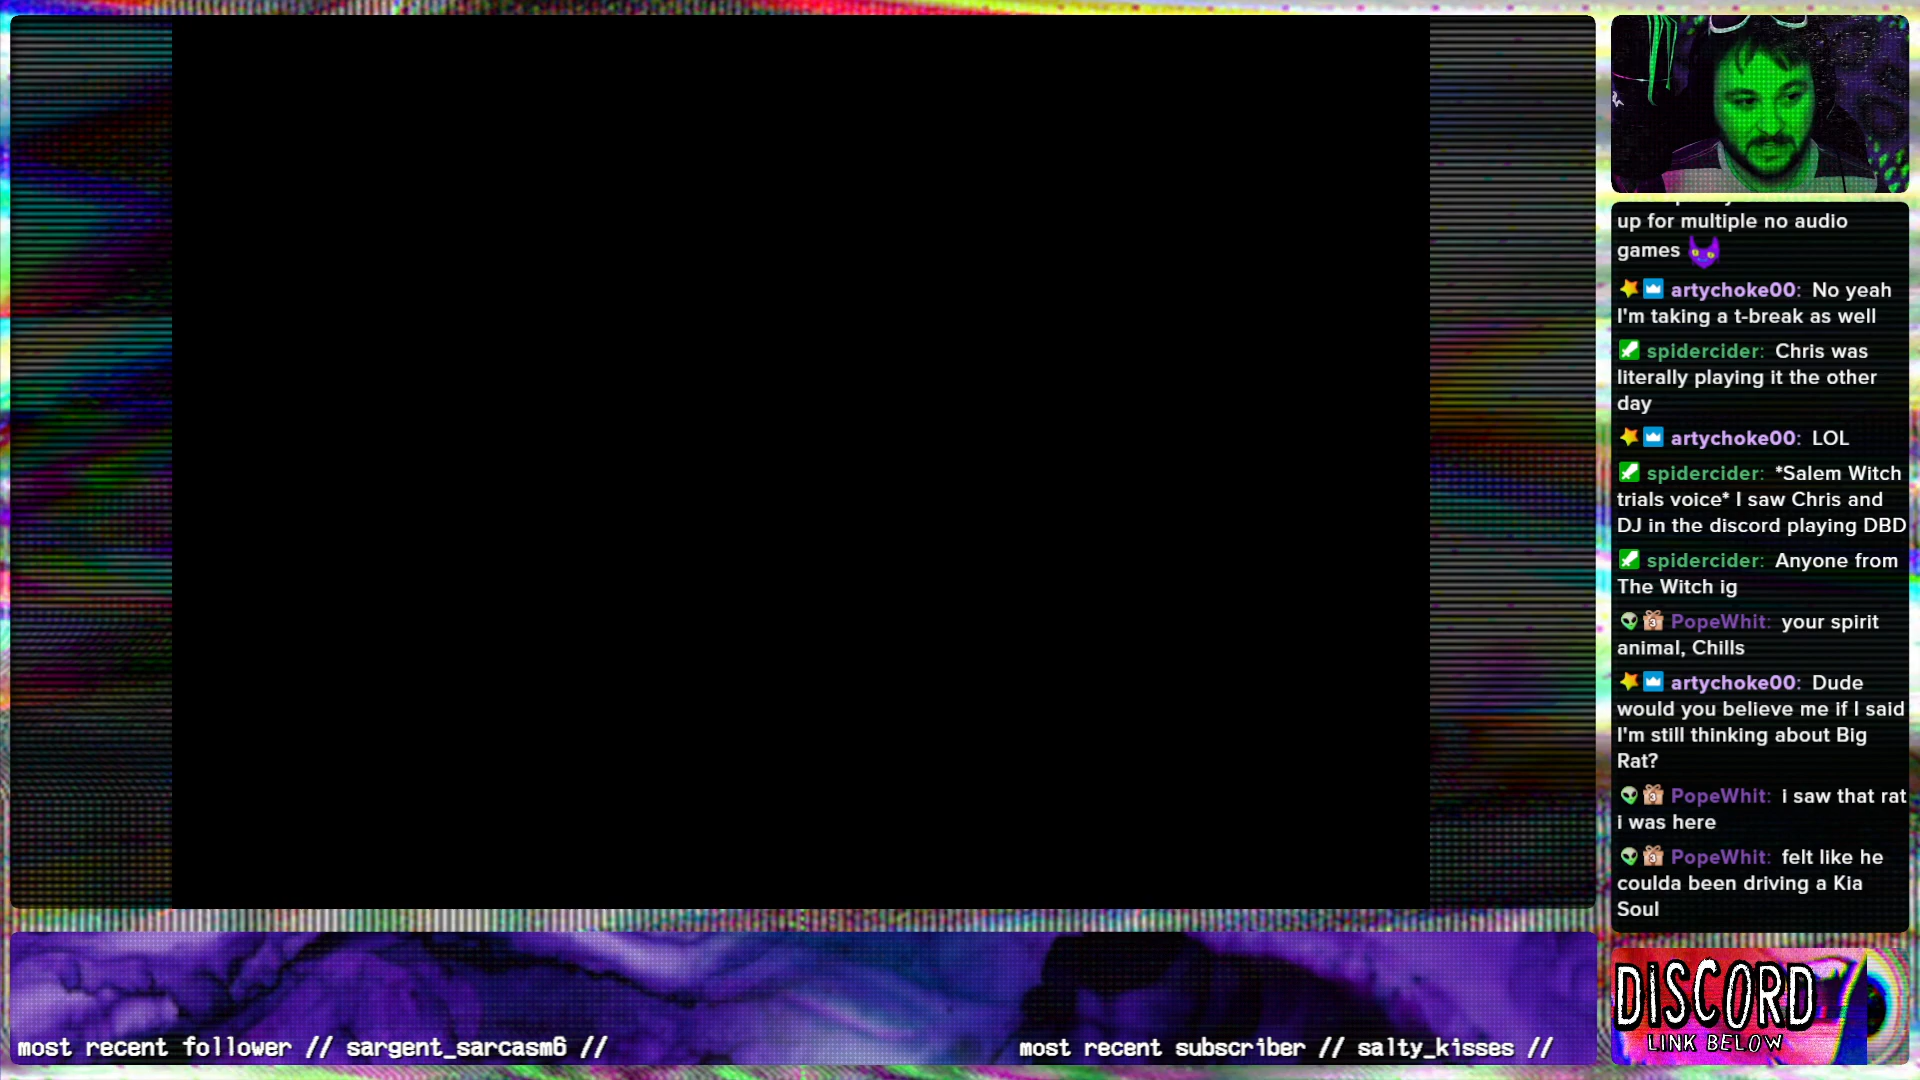 up for multiple no audio
games
artychoke00: No yeah
I'm taking a t-break as well
spidercider: Chris was
literally playing it the other
day
artychoke00: LOL
spidercider: *Salem Witch
trials voice* I saw Chris and
DJ in the discord playing DBD
spidercider: Anyone from
The Witch ig
PopeWhit: your spirit
animal, Chills
artychoke00: Dude
would you believe me if I said
I'm still thinking about Big
Rat?
PopeWhit: i saw that rat
i was here
PopeWhit: felt like he
coulda been driving a Kia
Soul
DISCORD
LINK BELOW
most recent follower // sargent_sarcasm6 //
most recent subscriber // salty_kisses //